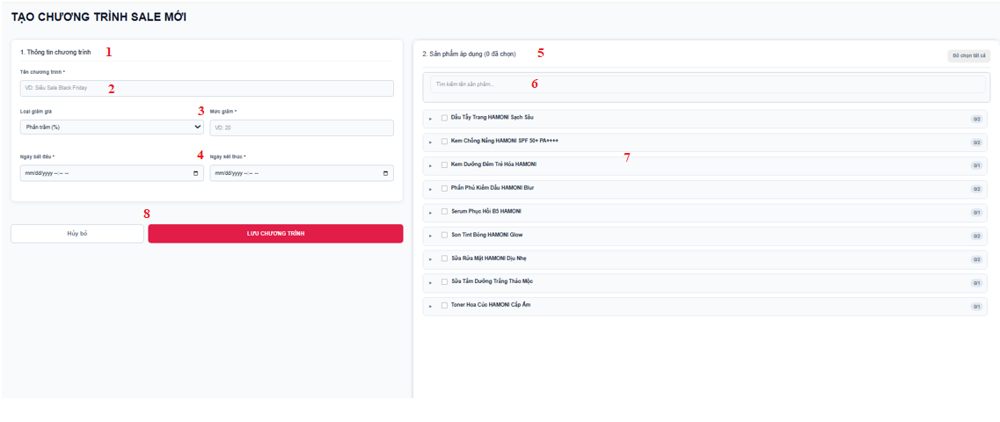 TẠO CHƯƠNG TRÌNH SALE MỚI
1. Thông tin chương trình 1
Tên chương trình *
VD: Siêu Sale Black Friday 2
Loại giảm giá 3 Mức giảm *
Phần trăm (%) VD: 20
Ngày bắt đầu * 4 Ngày kết thúc *
mm/dd/yyyy --:-- -- mm/dd/yyyy --:-- --
8
Hủy bỏ LƯU CHƯƠNG TRÌNH
2. Sản phẩm áp dụng (0 đã chọn) 5 Bỏ chọn tất cả
Tìm kiếm tên sản phẩm... 6
Dầu Tẩy Trang HAMONI Sạch Sâu 0/2
Kem Chống Nắng HAMONI SPF 50+ PA++++ 0/2
7
Kem Dưỡng Đêm Trẻ Hóa HAMONI 0/1
Phấn Phủ Kiềm Dầu HAMONI Blur 0/2
Serum Phục Hồi B5 HAMONI 0/1
Son Tint Bóng HAMONI Glow 0/2
Sữa Rửa Mặt HAMONI Dịu Nhẹ 0/2
Sữa Tắm Dưỡng Trắng Thảo Mộc 0/1
Toner Hoa Cúc HAMONI Cấp Ẩm 0/1